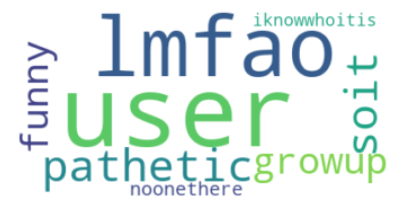 iknowwhoitis
lmfao
funny
user
soit
pathetic
growup
noonethere